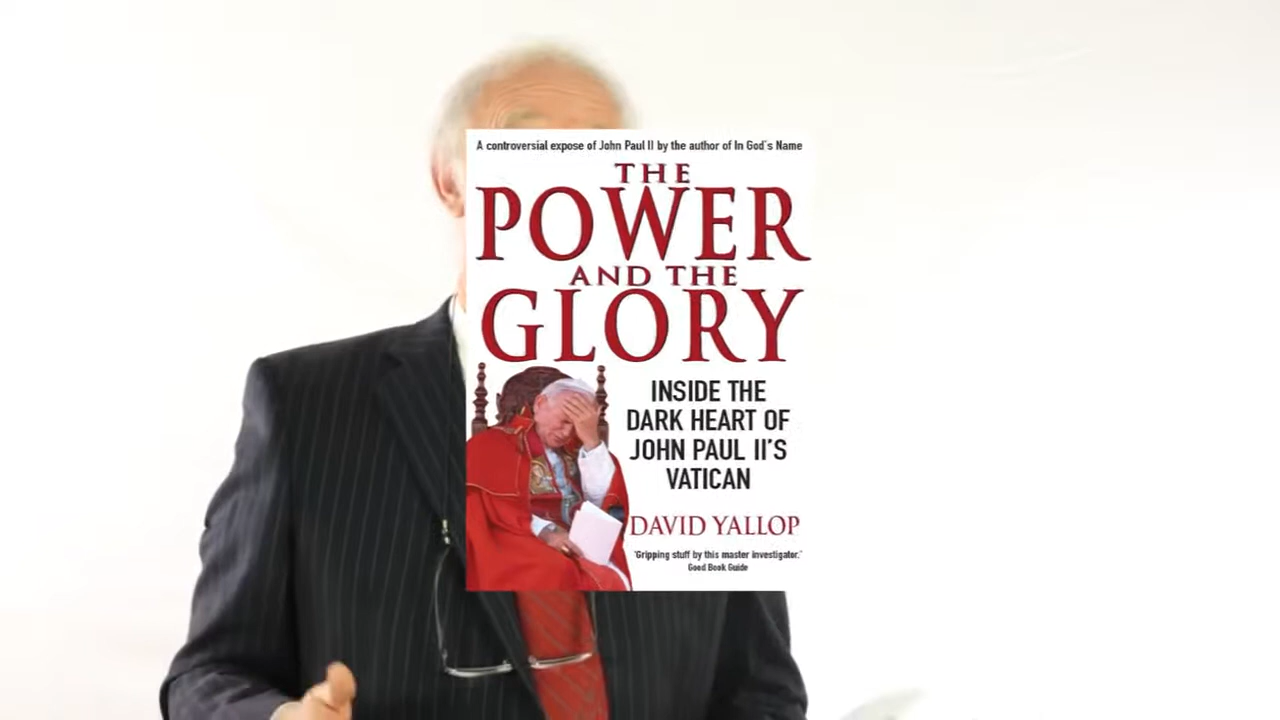 A controversial expose of John Paul II by the author of In God's Name
THE
POWER
AND THE
GLORY
INSIDE THE
DARK HEART OF
JOHN PAUL II'S
VATICAN
DAVID YALLOP
'Gripping stuff by this master investigator.'
Good Book Guide